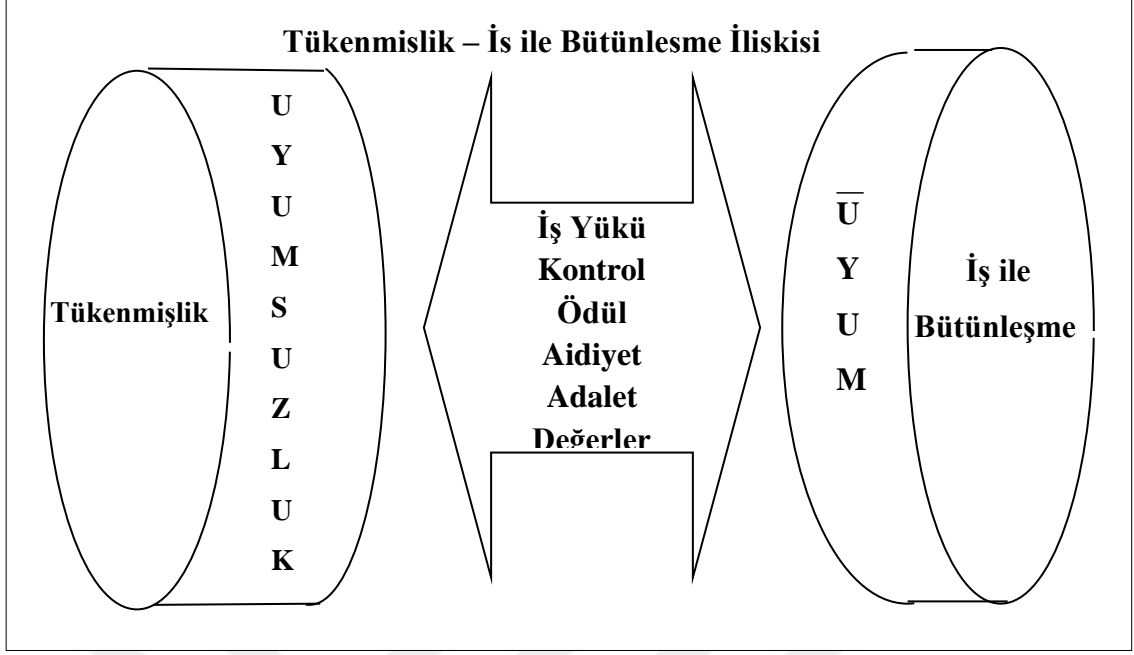 Tükenmislik – İs ile Bütünlesme İliskisi
Tükenmişlik
U
Y
U
M
S
U
Z
L
U
K
İş Yükü
Kontrol
Ödül
Aidiyet
Adalet
Değerler
U
Y
U
M
İş ile
Bütünleşme